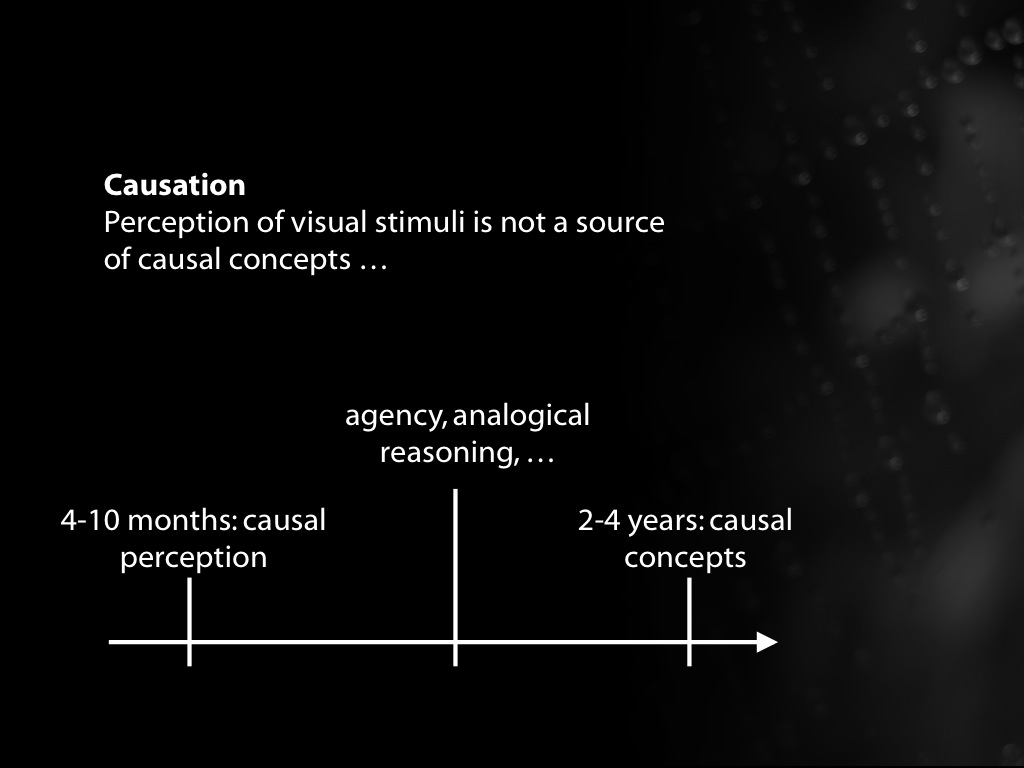 Causation
Perception of visual stimuli is not a source
of causal concepts …
agency, analogical
reasoning, …
4-10 months: causal
perception
2-4 years: causal
concepts